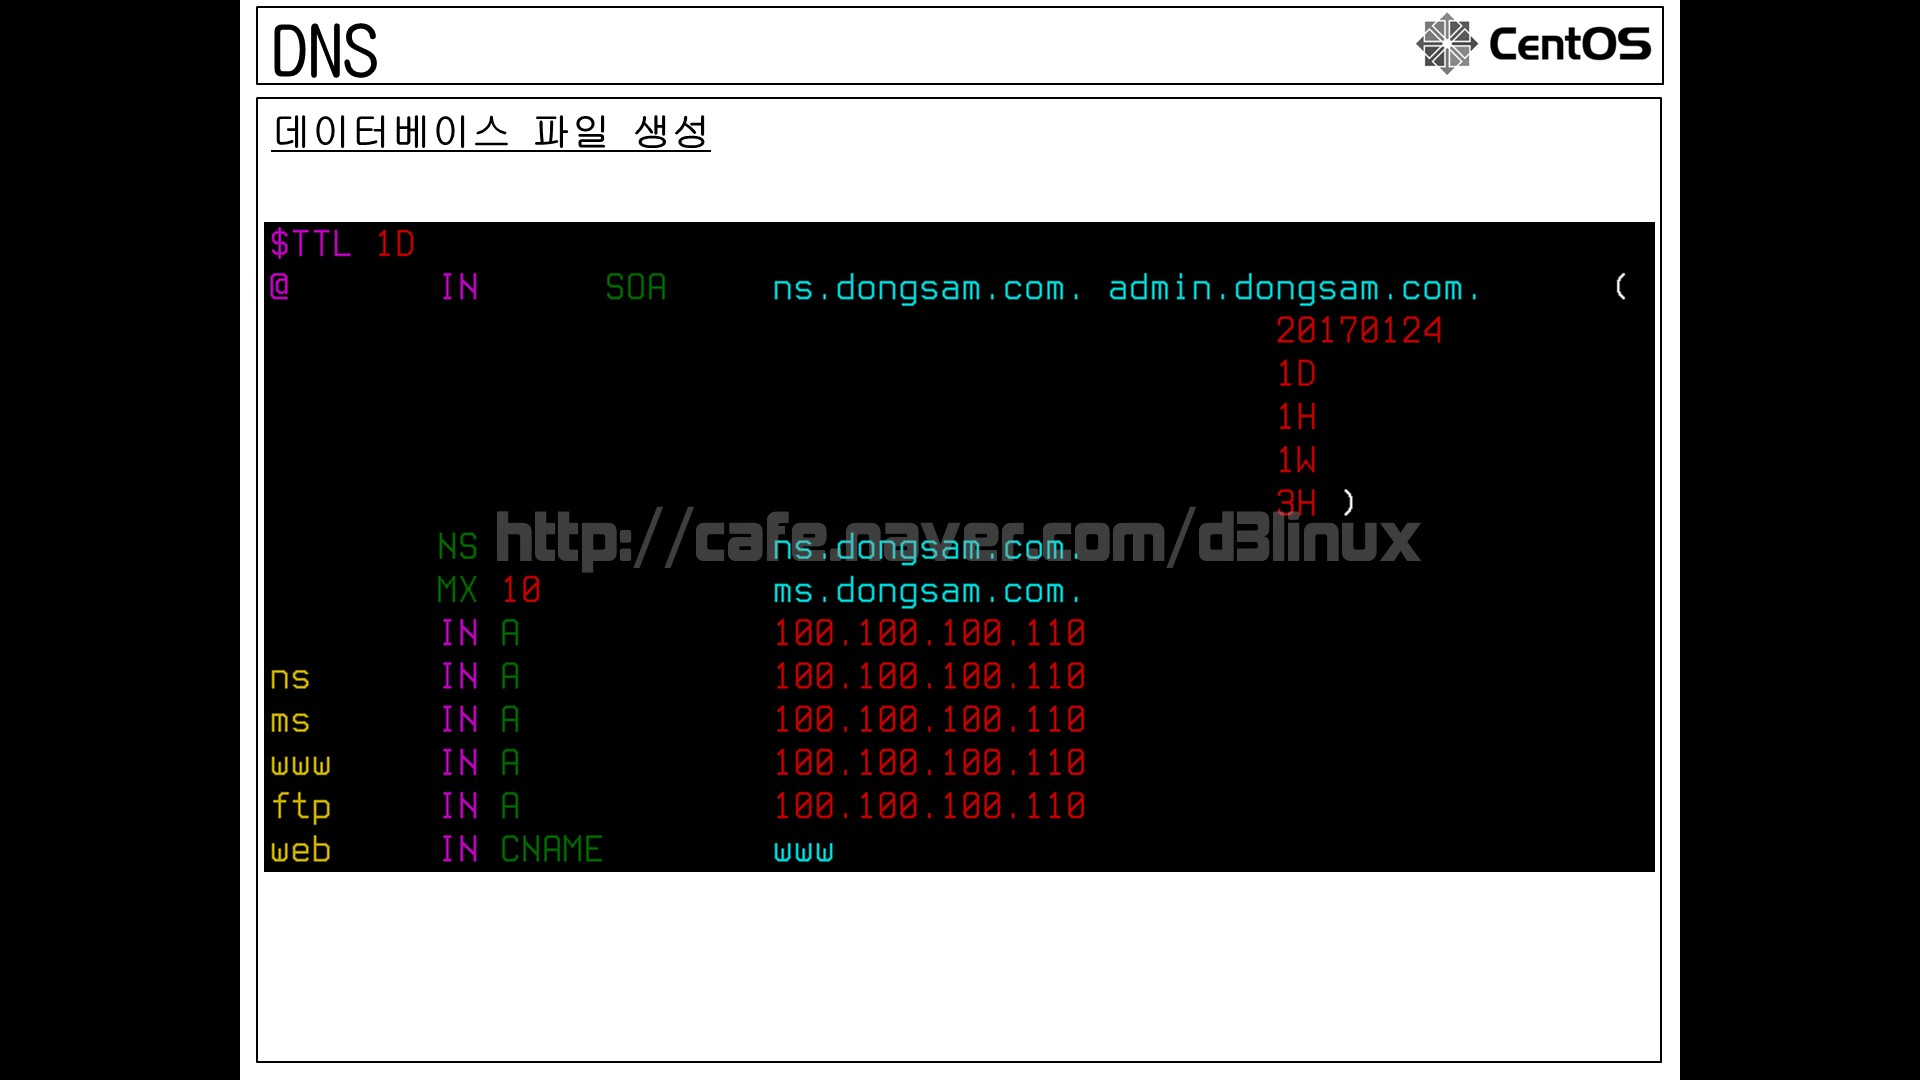 DNS
CentOS
데이터베이스 파일 생성
$TTL 1D
@ IN SOA ns.dongsam.com. admin.dongsam.com. (
20170124
1D
1H
1W
3H )
http://cafe.naver.com/d3linux
NS ns.dongsam.com.
MX 10 ms.dongsam.com.
IN A 100.100.100.110
ns IN A 100.100.100.110
ms IN A 100.100.100.110
www IN A 100.100.100.110
ftp IN A 100.100.100.110
web IN CNAME www